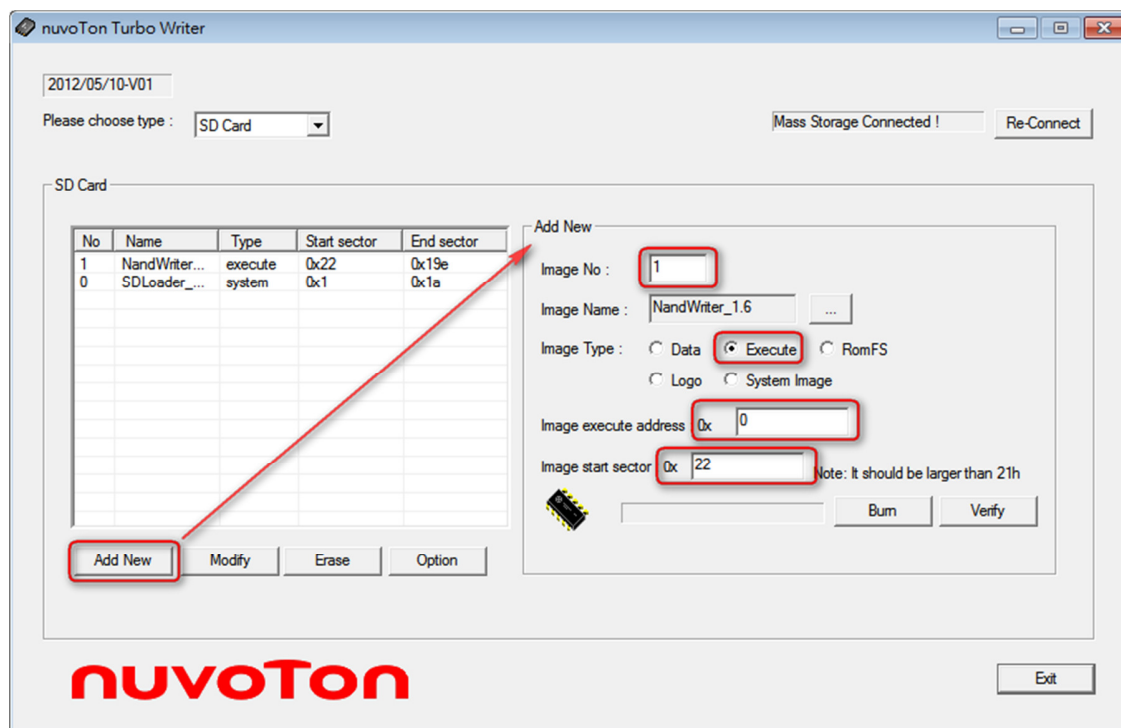 nuvoTon Turbo Writer
2012/05/10-V01
Please choose type : SD Card Mass Storage Connected ! Re-Connect
SD Card
No Name Type Start sector End sector
1 NandWriter... execute 0x22 0x19e
0 SDLoader_... system 0x1 0x1a
Add New Modify Erase Option
Add New
Image No : 1
Image Name : NandWriter_1.6 ...
Image Type : Data Execute RomFS
Logo System Image
Image execute address 0x 0
Image start sector 0x 22 Note: It should be larger than 21h
Burn Verify
nuvoTon
Exit